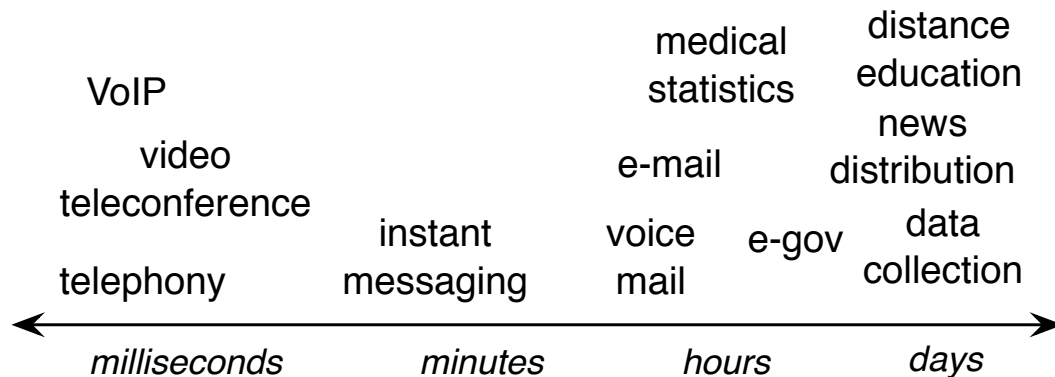 VoIP
video
teleconference
telephony
instant
messaging
medical
statistics
e-mail
voice
mail
e-gov
distance
education
news
distribution
data
collection
milliseconds
minutes
hours
days